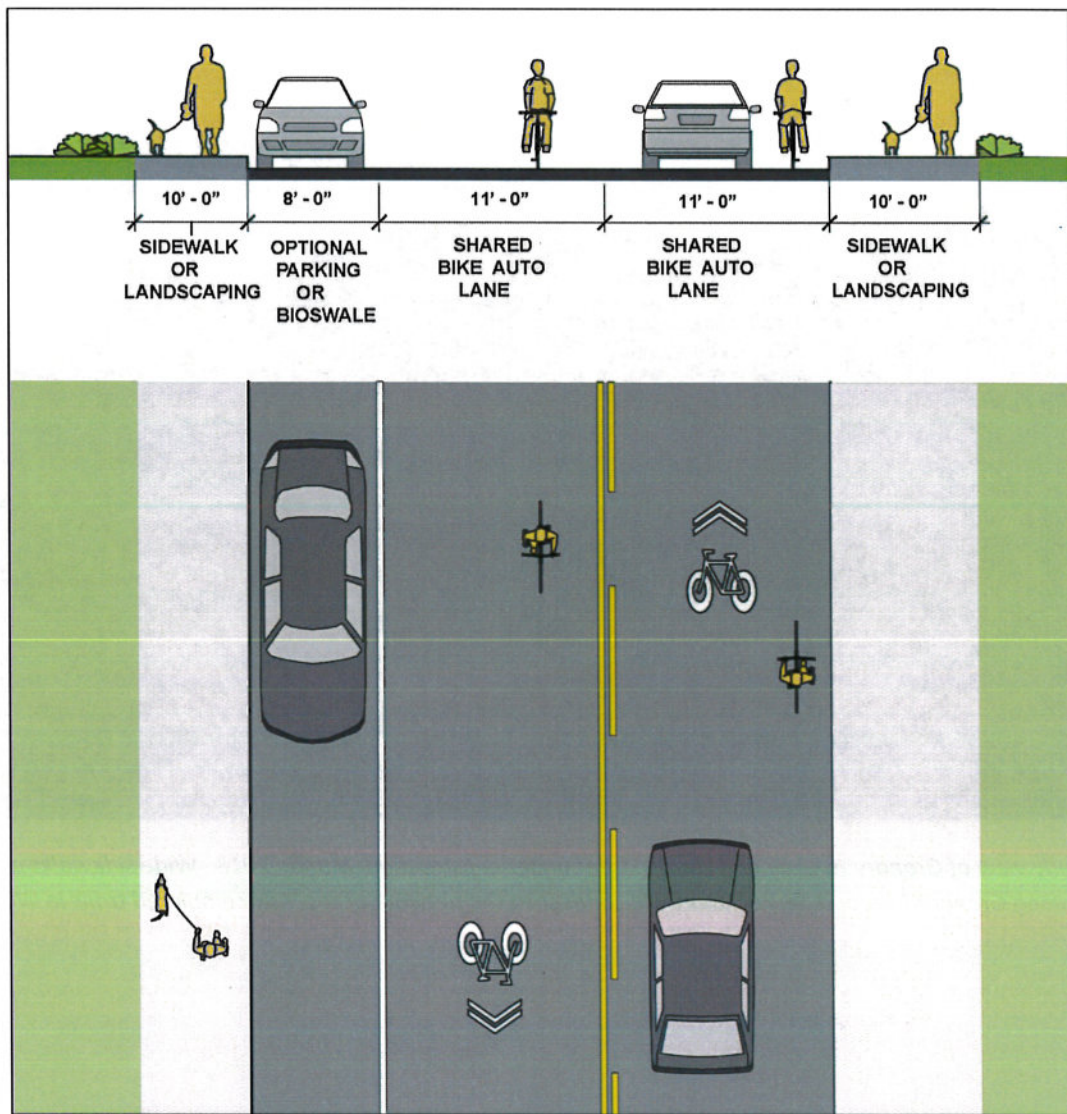 10' - 0"
8' - 0"
11' - 0"
11' - 0"
10' - 0"
SIDEWALK
OR
LANDSCAPING
OPTIONAL
PARKING
OR
BIOSWALE
SHARED
BIKE AUTO
LANE
SHARED
BIKE AUTO
LANE
SIDEWALK
OR
LANDSCAPING